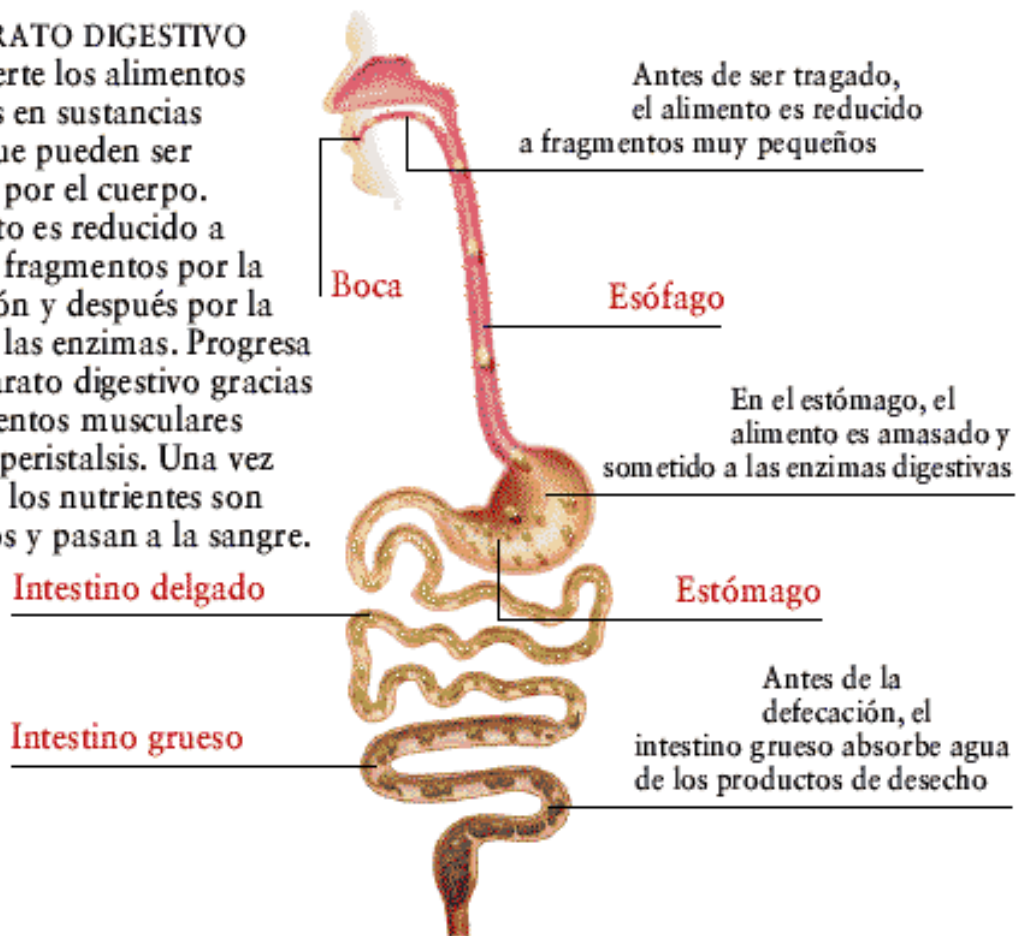 RATO DIGESTIVO
erte los alimentos
s en sustancias
ue pueden ser
por el cuerpo.
to es reducido a
fragmentos por la
ón y después por la
las enzimas. Progresa
arato digestivo gracias
entos musculares
peristalsis. Una vez
los nutrientes son
os y pasan a la sangre.
Antes de ser tragado,
el alimento es reducido
a fragmentos muy pequeños
Boca
Esófago
En el estómago, el
alimento es amasado y
sometido a las enzimas digestivas
Intestino delgado
Estómago
Intestino grueso
Antes de la
defecación, el
intestino grueso absorbe agua
de los productos de desecho